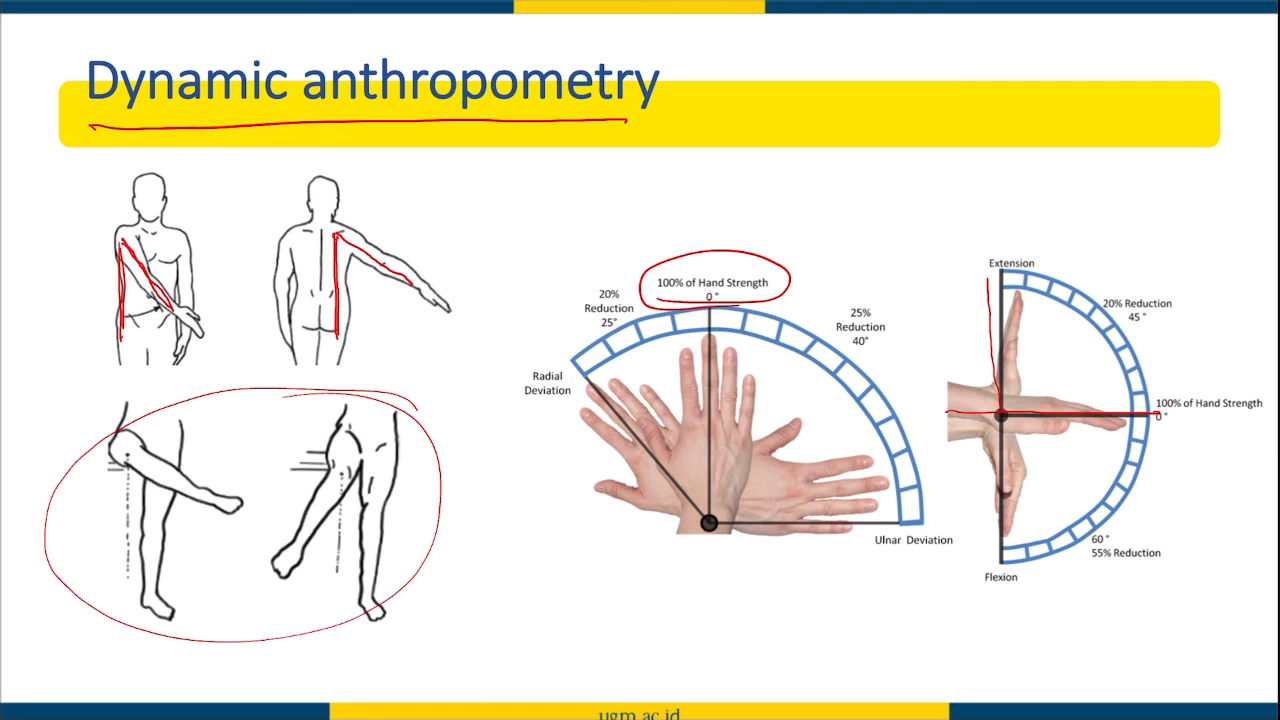 Dynamic anthropometry
100% of Hand Strength
0 °
20%
Reduction
25°
25%
Reduction
40°
Radial
Deviation
Ulnar Deviation
Extension
20% Reduction
45 °
100% of Hand Strength
0 °
60 °
55% Reduction
Flexion
ugm.ac.id